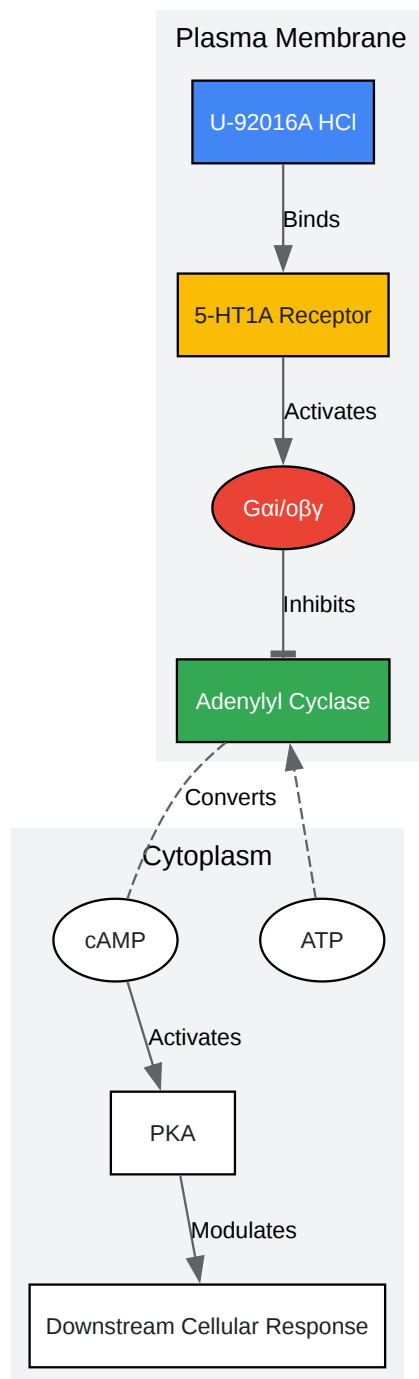 Plasma Membrane
U-92016A HCl
Binds
5-HT1A Receptor
Activates
Gαi/oβγ
Inhibits
Adenylyl Cyclase
Converts
Cytoplasm
cAMP
ATP
Activates
PKA
Modulates
Downstream Cellular Response